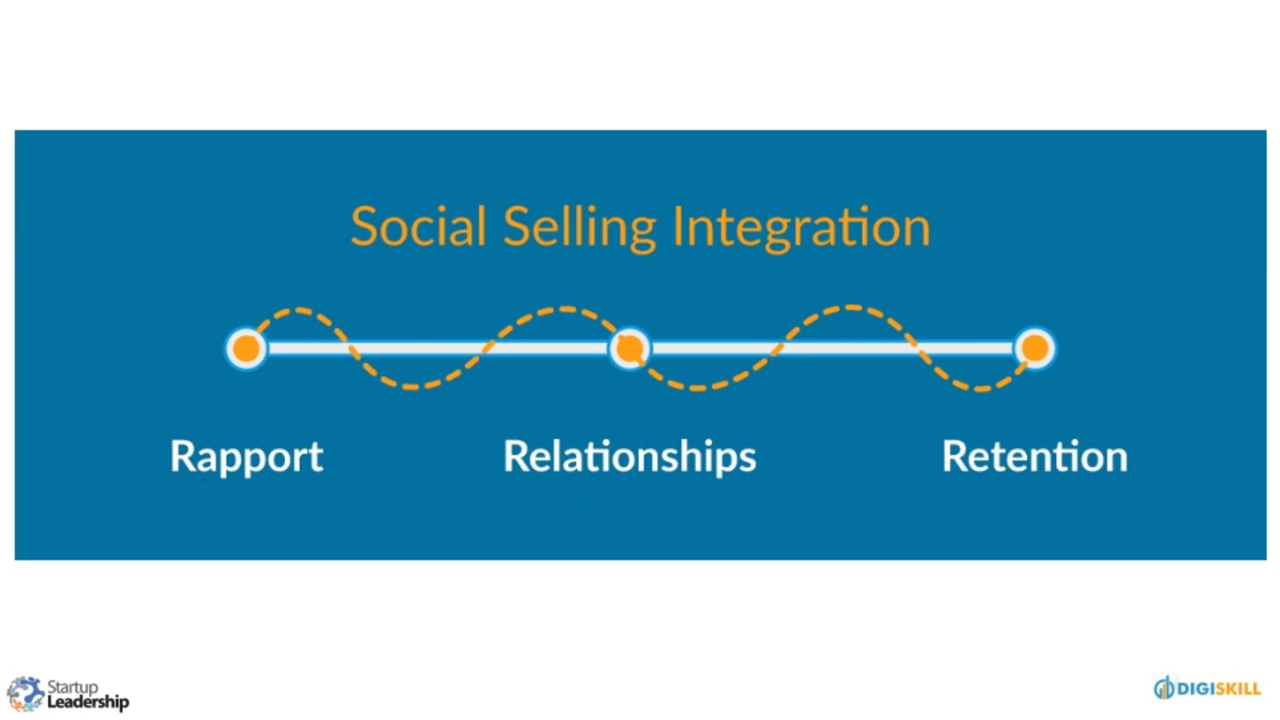 Social Selling Integration
Rapport
Relationships
Retention
Startup
Leadership
DIGISKILL